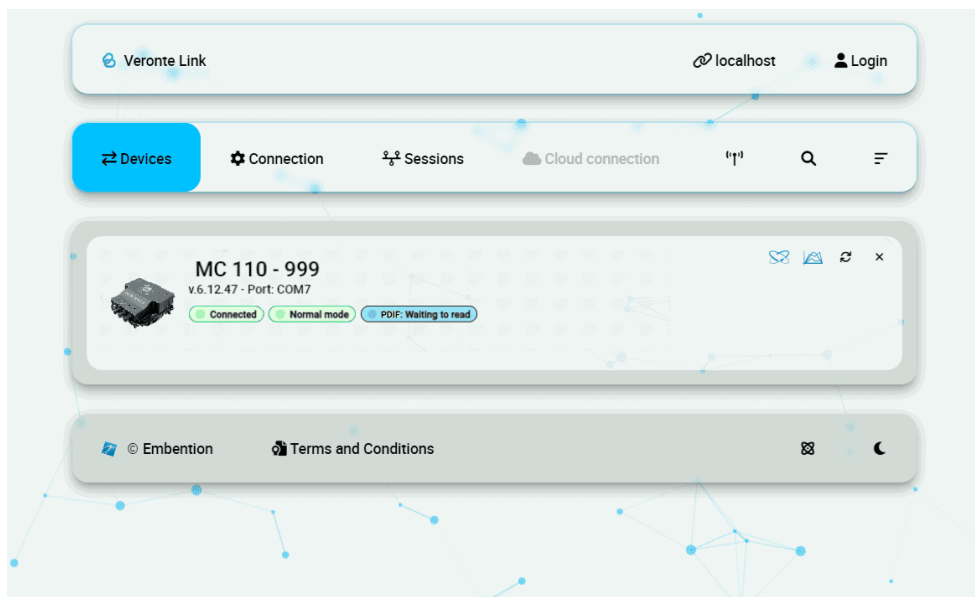 Veronte Link
localhost
Login
Devices
Connection
Sessions
Cloud connection
MC 110 - 999
v.6.12.47 - Port: COM7
Connected
Normal mode
PDIF: Waiting to read
© Embention
Terms and Conditions